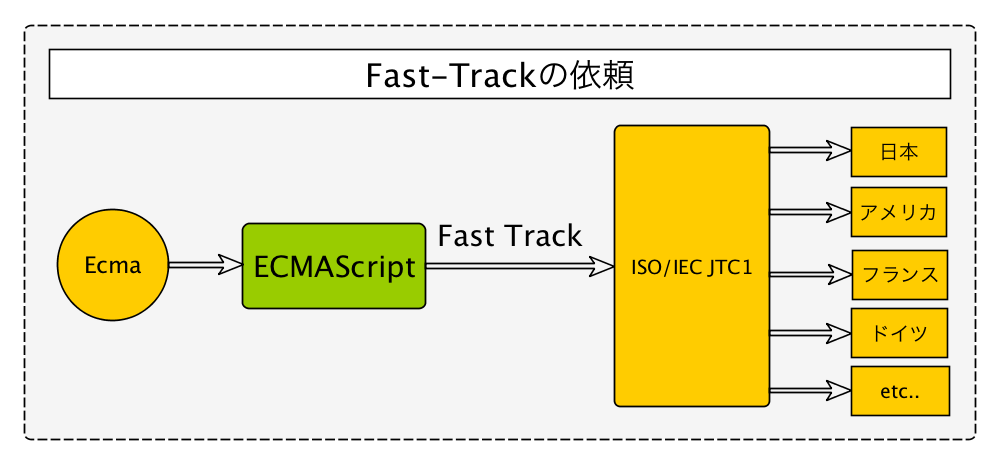 Fast-Trackの依頼
Ecma
ECMAScript
Fast Track
ISO/IEC JTC1
日本
アメリカ
フランス
ドイツ
etc..